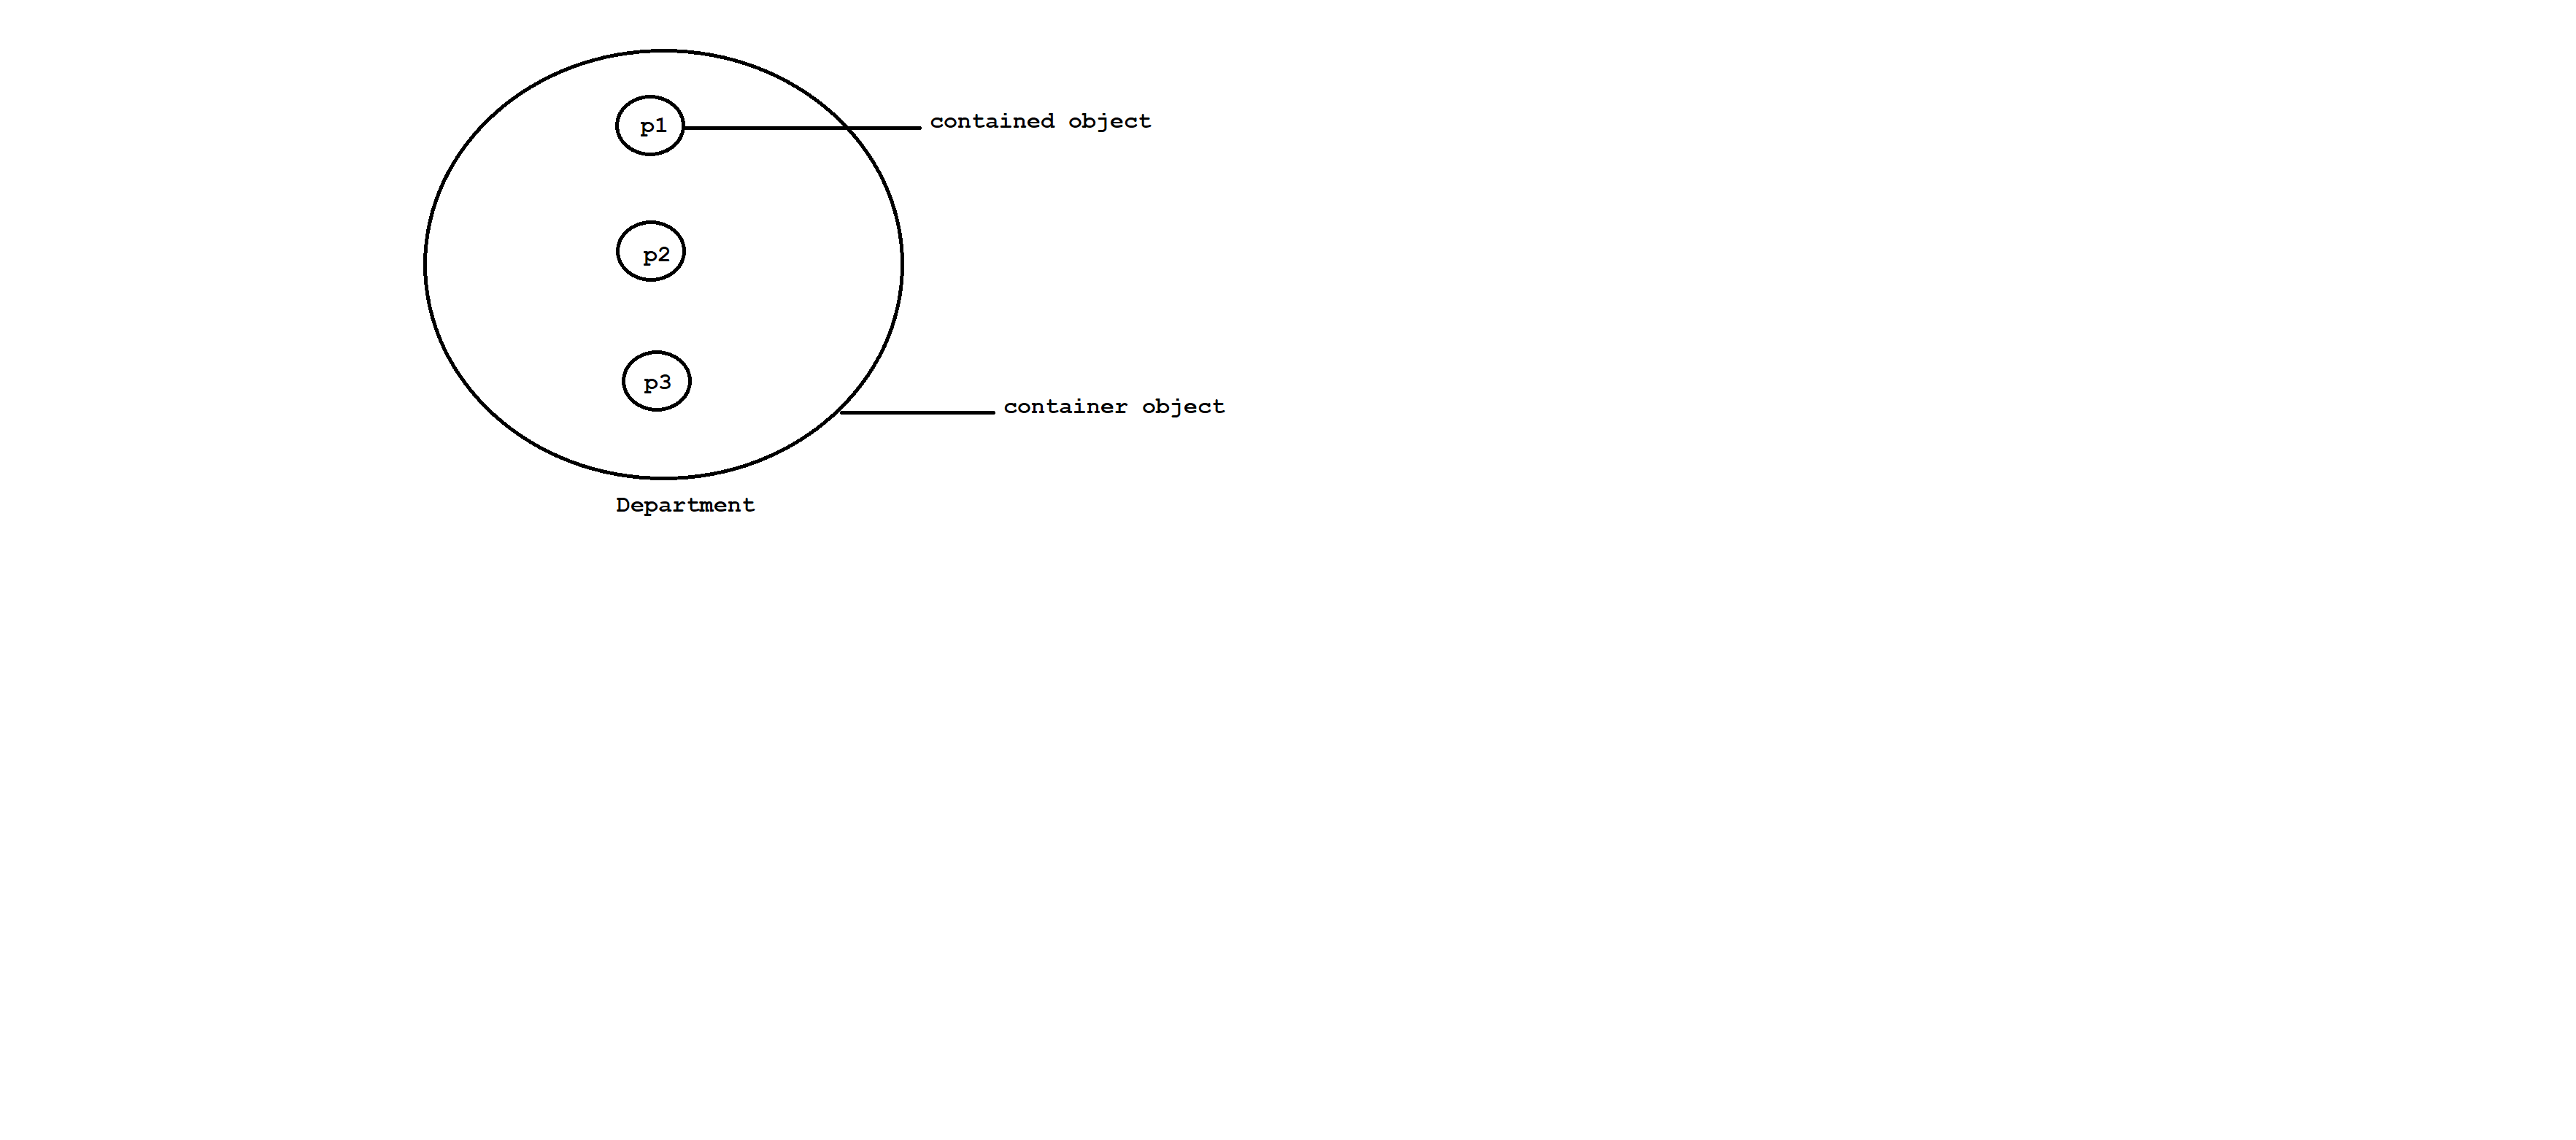 p1
contained object
p2
p3
container object
Department